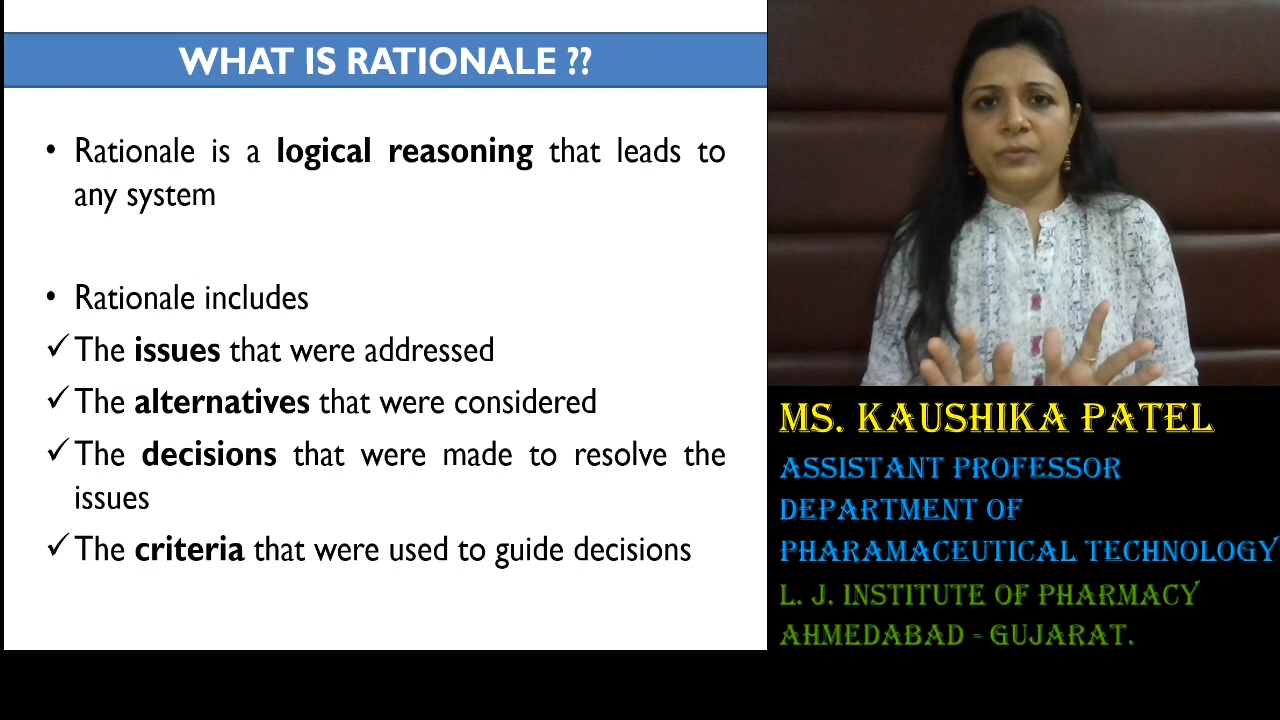 WHAT IS RATIONALE ??
• Rationale is a logical reasoning that leads to
any system
• Rationale includes
✓ The issues that were addressed
✓ The alternatives that were considered
✓ The decisions that were made to resolve the
issues
✓ The criteria that were used to guide decisions
MS. KAUSHIKA PATEL
ASSISTANT PROFESSOR
DEPARTMENT OF
PHARAMACEUTICAL TECHNOLOGY
L. J. INSTITUTE OF PHARMACY
AHMEDABAD - GUJARAT.